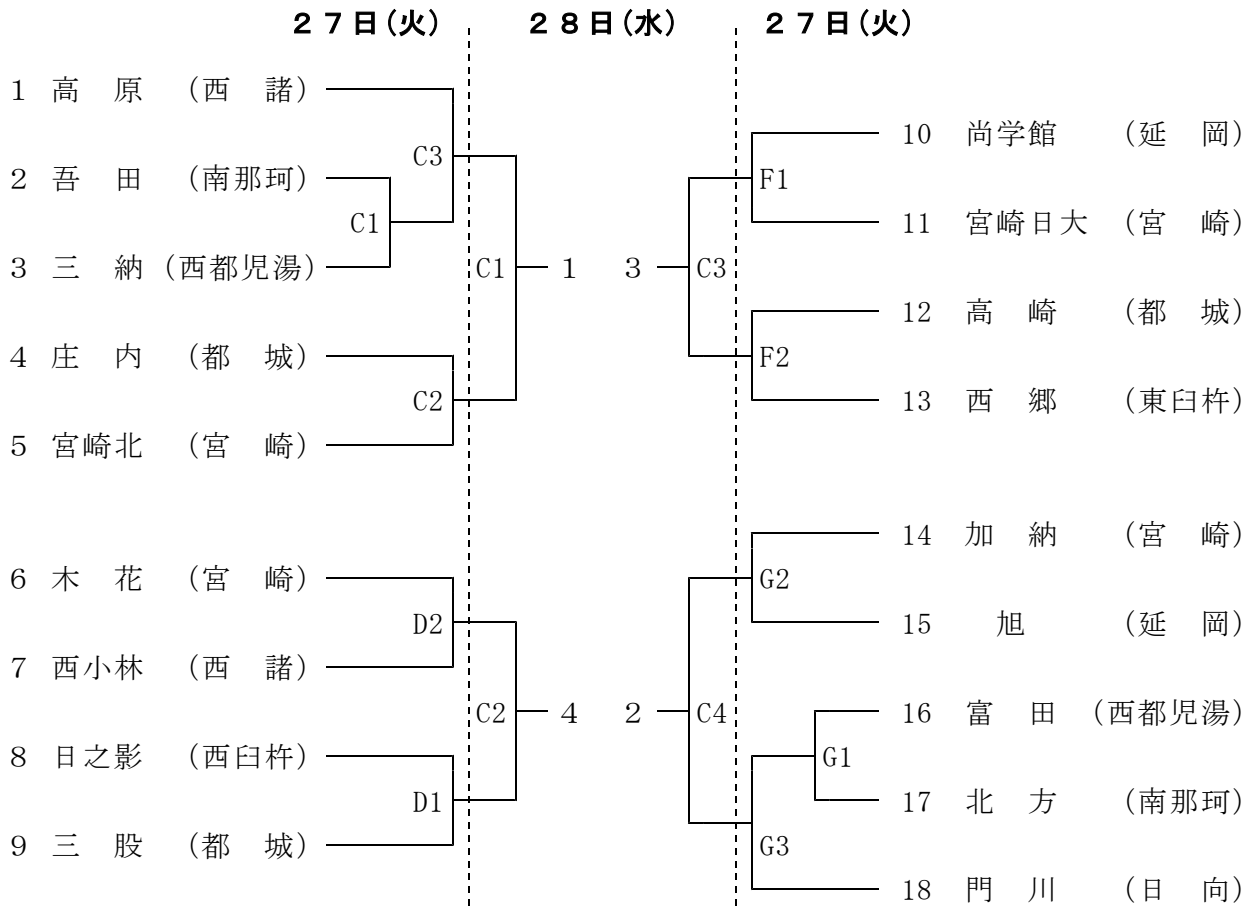 ２７日(火)　２８日(水)　２７日(火)
1 高　原 （西　諸）
2 吾　田 （南那珂）
3 三　納（西都児湯）
4 庄　内 （都　城）
5 宮崎北 （宮　崎）
6 木　花 （宮　崎）
7 西小林 （西　諸）
8 日之影 （西臼杵）
9 三　股 （都　城）
C3
C1
C2
D2
D1
C1
C2
1
4
3
2
C3
C4
F1
F2
G2
G1
G3
10 尚学館 （延　岡）
11 宮崎日大 （宮　崎）
12 高　崎 （都　城）
13 西　郷 （東臼杵）
14 加　納 （宮　崎）
15 旭 （延　岡）
16 富　田 （西都児湯）
17 北　方 （南那珂）
18 門　川 （日　向）